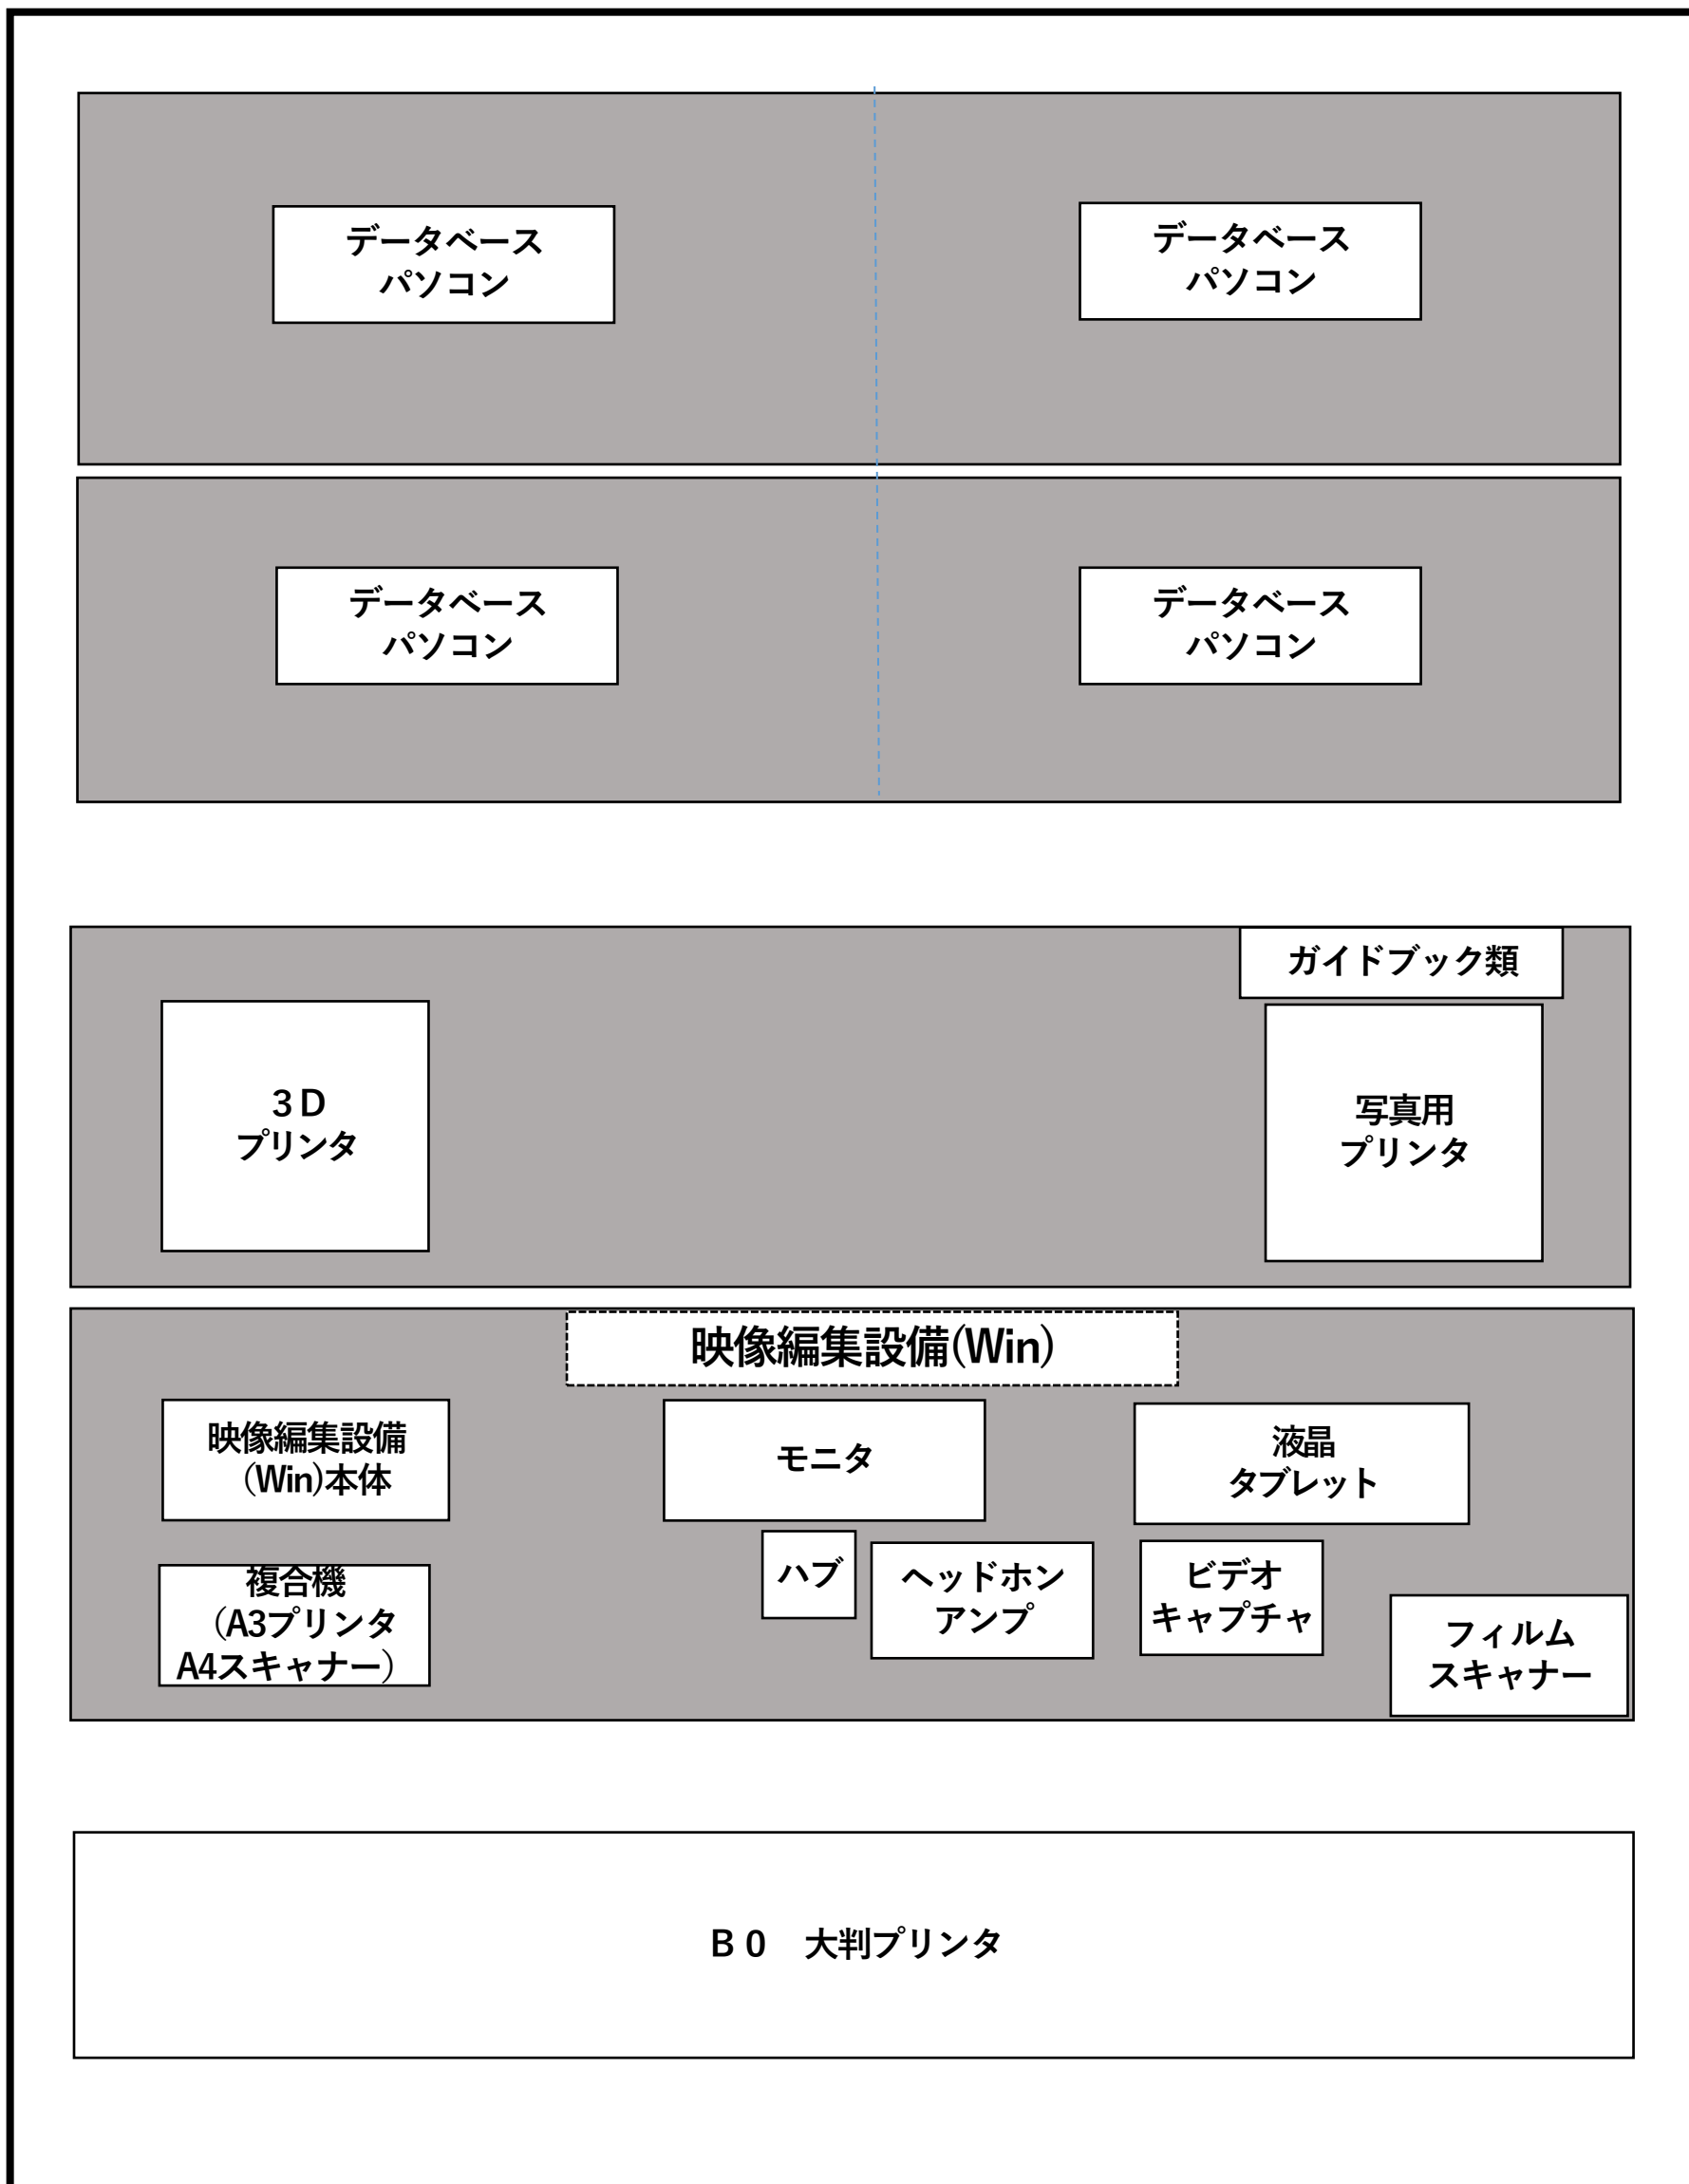 データベース
パソコン
データベース
パソコン
データベース
パソコン
データベース
パソコン
ガイドブック類
３Ｄ
プリンタ
写真用
プリンタ
映像編集設備(Win)
映像編集設備
(Win)本体
モニタ
液晶
タブレット
複合機
（A3プリンタ
A4スキャナー）
ハブ
ヘッドホン
アンプ
ビデオ
キャプチャ
フィルム
スキャナー
Ｂ０　大判プリンタ